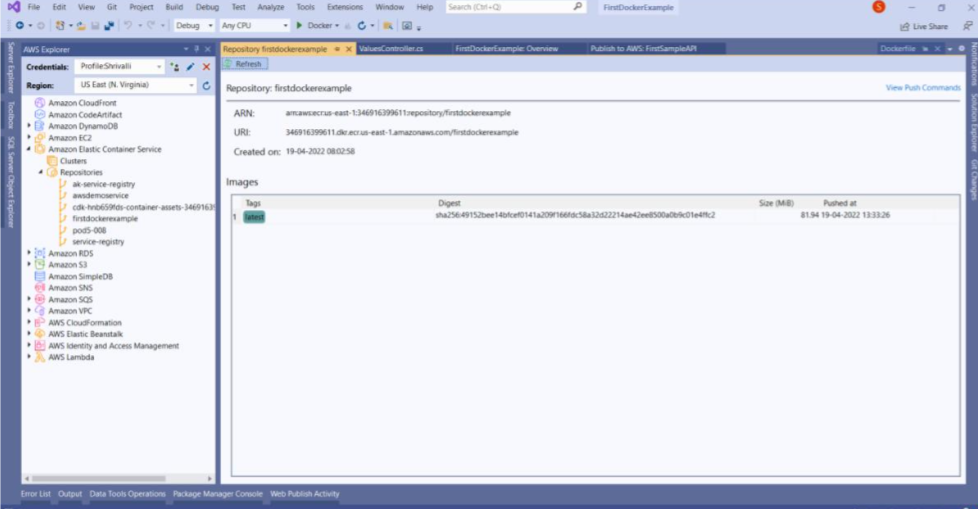 File Edit View Git Project Build Debug Test Analyze Tools Extensions Window Help Search (Ctrl+Q) FirstDockerExample S
Debug Any CPU Docker Live Share
Server Explorer Toolbox SQL Server Object Explorer
AWS Explorer
Credentials: Profile:Shrivalli
Region: US East (N. Virginia)
Amazon CloudFront
Amazon CodeArtifact
Amazon DynamoDB
Amazon EC2
Amazon Elastic Container Service
Clusters
Repositories
ak-service-registry
awsdemoservice
cdk-hnb659fds-container-assets-3469163
firstdockerexample
pod5-008
service-registry
Amazon RDS
Amazon S3
Amazon SimpleDB
Amazon SNS
Amazon SQS
Amazon VPC
AWS CloudFormation
AWS Elastic Beanstalk
AWS Identity and Access Management
AWS Lambda
Repository firstdockerexample ValuesController.cs FirstDockerExample: Overview Publish to AWS: FirstSampleAPI Dockerfile
Refresh
Repository: firstdockerexample View Push Commands
ARN: arn:aws:ecr:us-east-1:346916399611:repository/firstdockerexample
URI: 346916399611.dkr.ecr.us-east-1.amazonaws.com/firstdockerexample
Created on: 19-04-2022 08:02:58
Images
Tags Digest Size (MiB) Pushed at
1 latest sha256:49152bee14bfcef0141a209f166fdc58a32d22214ae42ee8500a0b9c01e4ffc2 81.94 19-04-2022 13:33:26
Notifications Solution Explorer Git Changes
Error List Output Data Tools Operations Package Manager Console Web Publish Activity